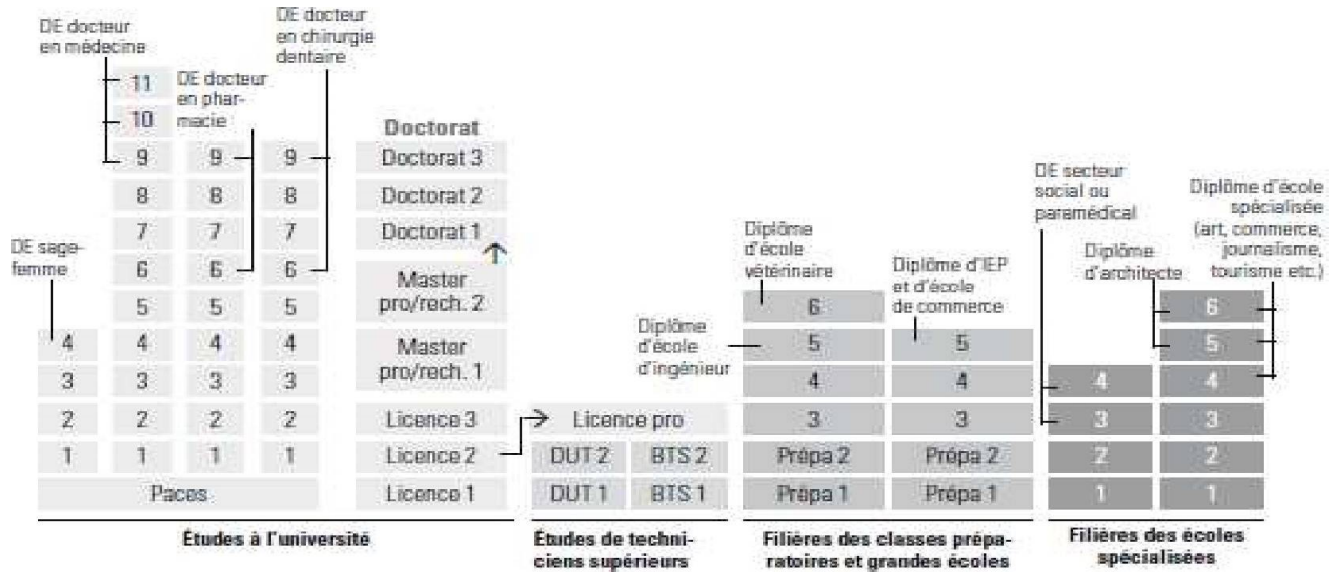 DE docteur
en médecine
DE docteur
en phar-
macie
DE docteur
en chirurgie
dentaire
11
10
Doctorat
9 9 9 Doctorat 3
8 8 8 Doctorat 2
7 7 7 Doctorat 1
DE sage-
femme
6 6 6
Master
pro/rech. 2
5 5 5
4 4 4 4
Master
pro/rech. 1
3 3 3 3
2 2 2 2 Licence 3
1 1 1 1 Licence 2
Paces Licence 1
Études à l'université
Licence pro
DUT 2 BTS 2
DUT 1 BTS 1
Études de techni-
ciens supérieurs
Diplôme
d'école
vétérinaire
Diplôme d'IEP
et d'école
de commerce
Diplôme
d'école
d'ingénieur
6
5 5
4 4
3 3
Prépa 2 Prépa 2
Prépa 1 Prépa 1
Filières des classes prépa-
ratoires et grandes écoles
DE secteur
social ou
paramédical
Diplôme
d'architecte
Diplôme d'école
spécialisée
(art, commerce,
journalisme,
tourisme etc.)
6
5
4 4
3 3
2 2
1 1
Filières des écoles
spécialisées